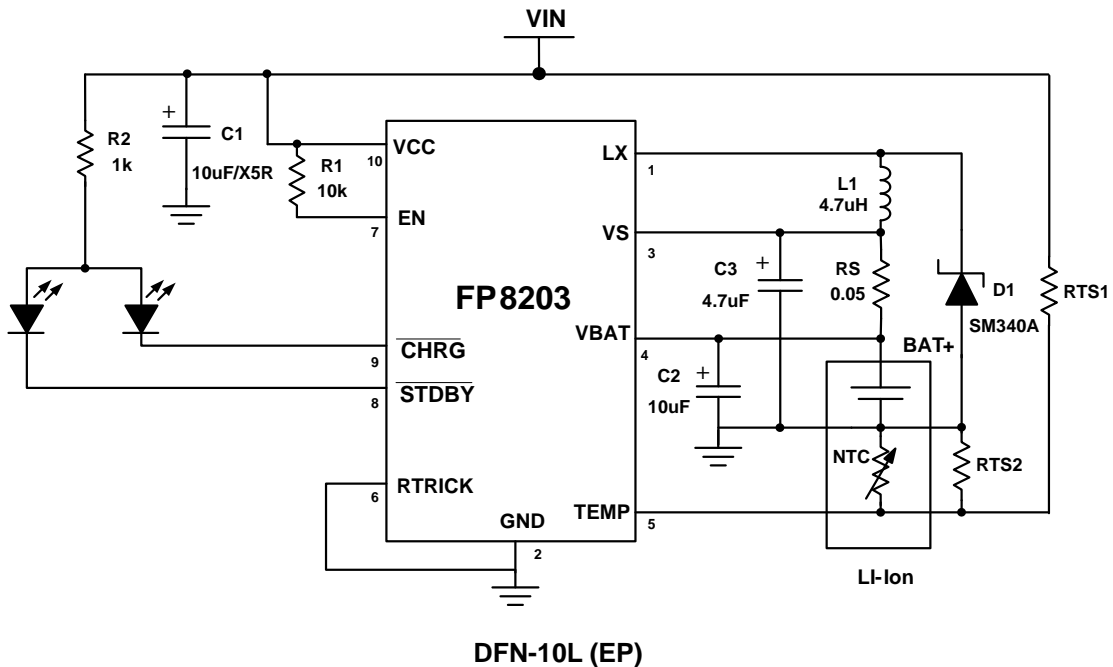 VIN
R2
1k
+
C1
10uF/X5R
R1
10k
VCC
10
EN
7
FP8203
LX
1
L1
4.7uH
VS
3
C3
+
4.7uF
RS
0.05
D1
SM340A
RTS1
CHRG
9
STDBY
8
VBAT
4
BAT+
C2
+
10uF
NTC
RTS2
RTRICK
6
GND
2
TEMP
5
LI-Ion
DFN-10L (EP)